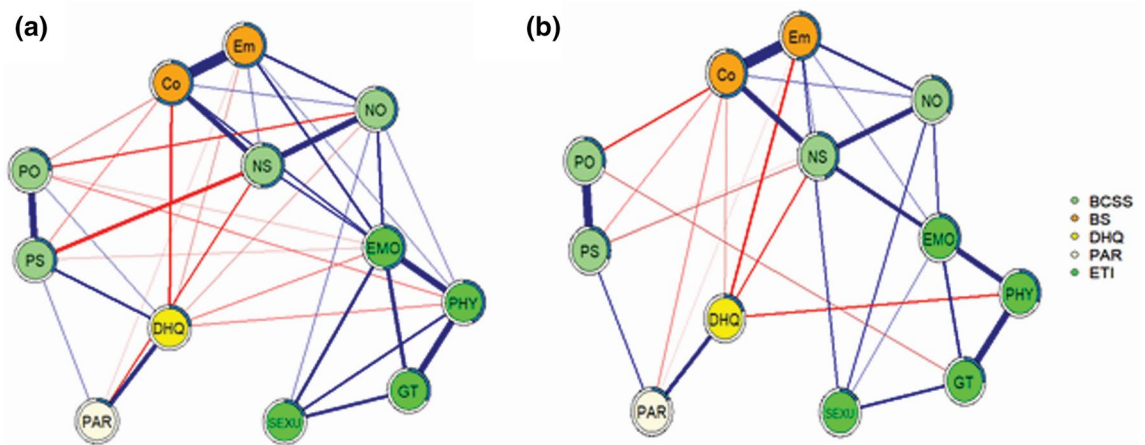 (a)
Em
Co
NO
NS
PO
PS
EMO
PHY
DHQ
GT
PAR
SEXU
(b)
Em
Co
NO
NS
PO
PS
EMO
PHY
DHQ
GT
PAR
SEXU
BCSS
BS
DHQ
PAR
ETI